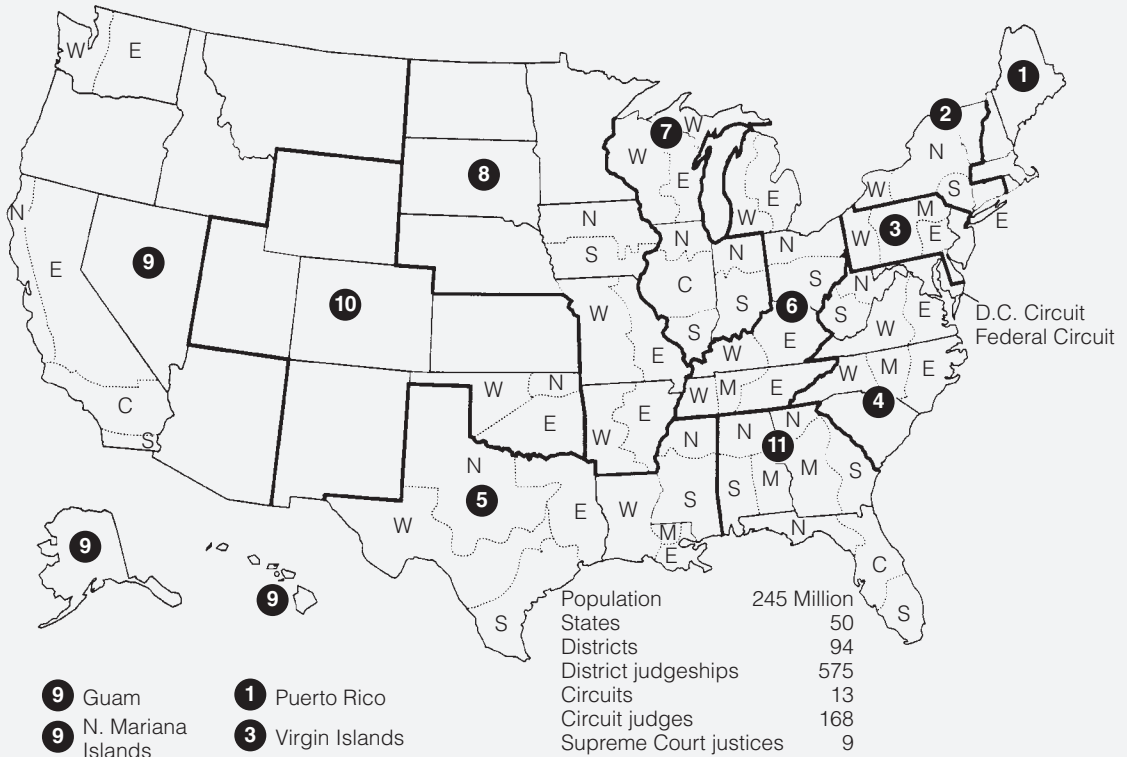 W E
1
2
7 W
W N
8
E E W S
N N W M E
S N N N W 3 E
9 E C S N
10 W S 6 S W E
D.C. Circuit
Federal Circuit
S
E W E
W N W M E W M E
C E E 4
S W N N 11 N
N M M S
5 E W S S
W M N
9 E C
9 S S
Population 245 Million
States 50
Districts 94
District judgeships 575
Circuits 13
Circuit judges 168
Supreme Court justices 9
9 Guam
9 N. Mariana
Islands
1 Puerto Rico
3 Virgin Islands